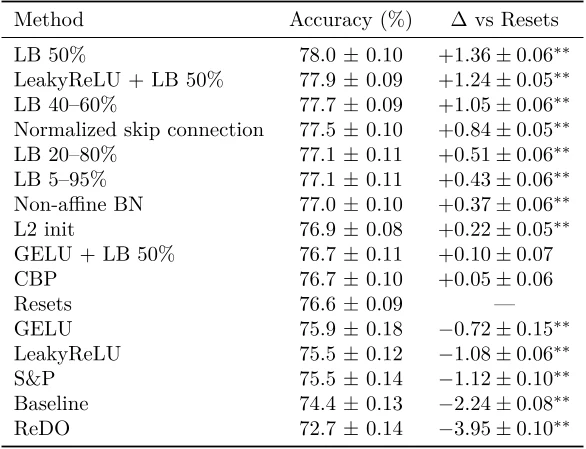 Method Accuracy (%) Δ vs Resets
LB 50% 78.0 ± 0.10 +1.36 ± 0.06**
LeakyReLU + LB 50% 77.9 ± 0.09 +1.24 ± 0.05**
LB 40–60% 77.7 ± 0.09 +1.05 ± 0.06**
Normalized skip connection 77.5 ± 0.10 +0.84 ± 0.05**
LB 20–80% 77.1 ± 0.11 +0.51 ± 0.06**
LB 5–95% 77.1 ± 0.11 +0.43 ± 0.06**
Non-affine BN 77.0 ± 0.10 +0.37 ± 0.06**
L2 init 76.9 ± 0.08 +0.22 ± 0.05**
GELU + LB 50% 76.7 ± 0.11 +0.10 ± 0.07
CBP 76.7 ± 0.10 +0.05 ± 0.06
Resets 76.6 ± 0.09 —
GELU 75.9 ± 0.18 −0.72 ± 0.15**
LeakyReLU 75.5 ± 0.12 −1.08 ± 0.06**
S&P 75.5 ± 0.14 −1.12 ± 0.10**
Baseline 74.4 ± 0.13 −2.24 ± 0.08**
ReDO 72.7 ± 0.14 −3.95 ± 0.10**